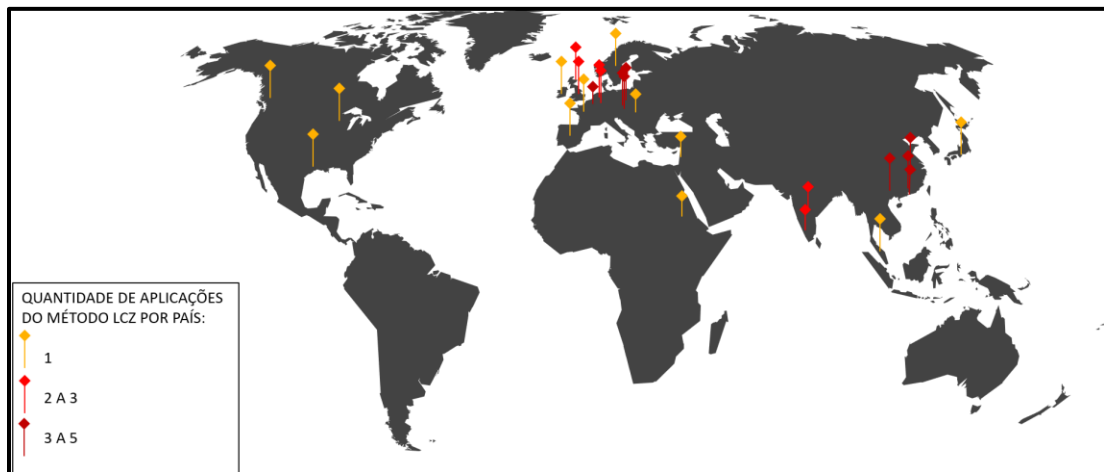 QUANTIDADE DE APLICAÇÕES
DO MÉTODO LCZ POR PAÍS:
1
2 A 3
3 A 5